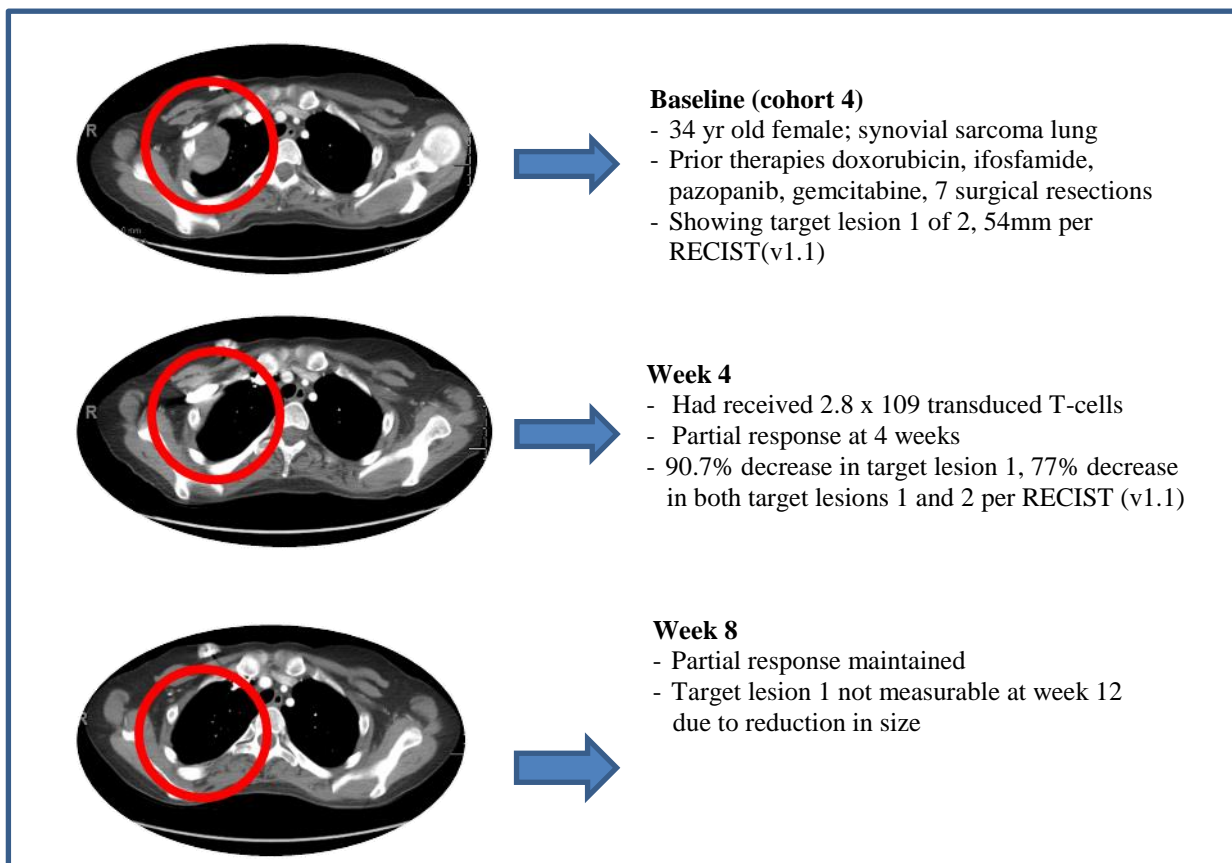 Baseline (cohort 4)
- 34 yr old female; synovial sarcoma lung
- Prior therapies doxorubicin, ifosfamide,
pazopanib, gemcitabine, 7 surgical resections
- Showing target lesion 1 of 2, 54mm per
RECIST(v1.1)
R
Week 4
- Had received 2.8 x 109 transduced T-cells
- Partial response at 4 weeks
- 90.7% decrease in target lesion 1, 77% decrease
in both target lesions 1 and 2 per RECIST (v1.1)
R
Week 8
- Partial response maintained
- Target lesion 1 not measurable at week 12
due to reduction in size
R